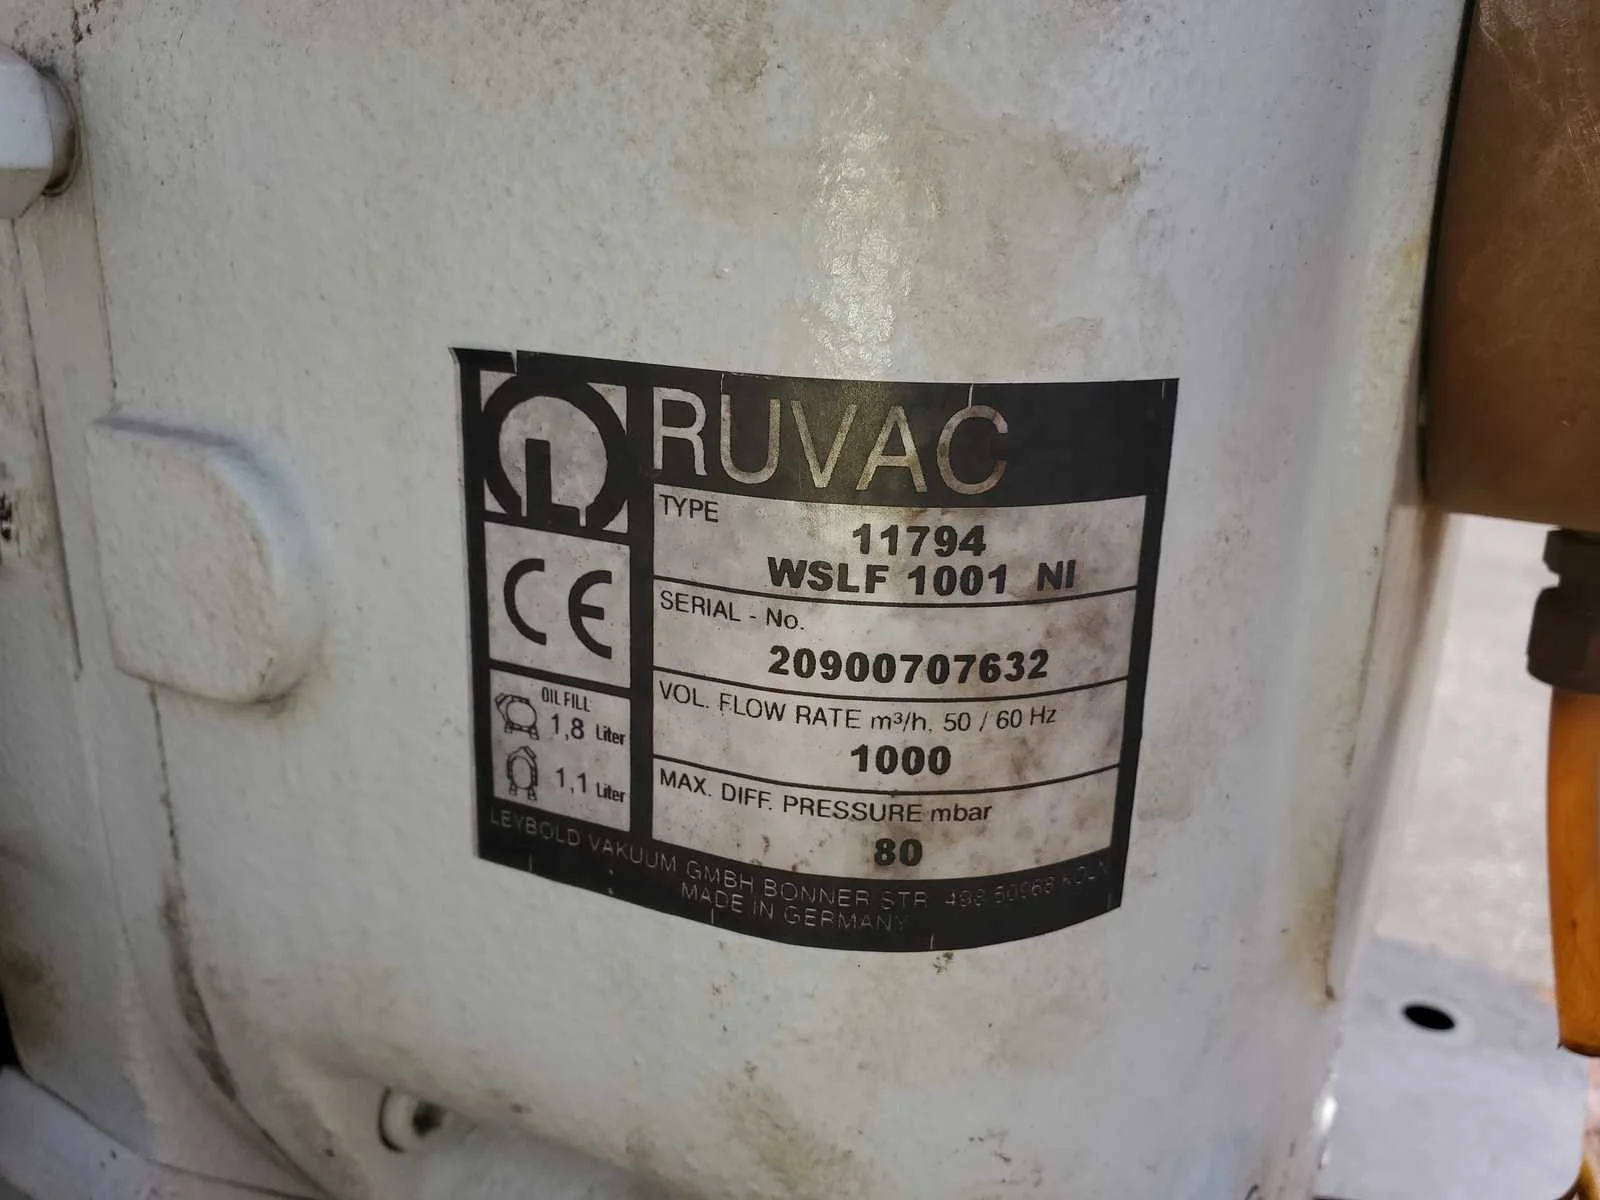 RUVAC
TYPE
11794
WSLF 1001 NI
SERIAL - No.
20900707632
VOL. FLOW RATE m³/h, 50 / 60 Hz
1000
MAX. DIFF. PRESSURE mbar
80
L
CE
OIL FILL
1,8 Liter
1,1 Liter
LEYBOLD VAKUUM GMBH BONNER STR. 498 50968 KÖLN
MADE IN GERMANY